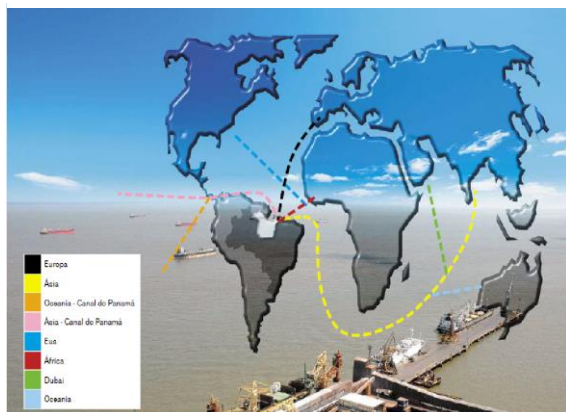 Europa
Ásia
Oceania - Canal do Panamá
Ásia - Canal do Panamá
Eua
África
Dubai
Oceania